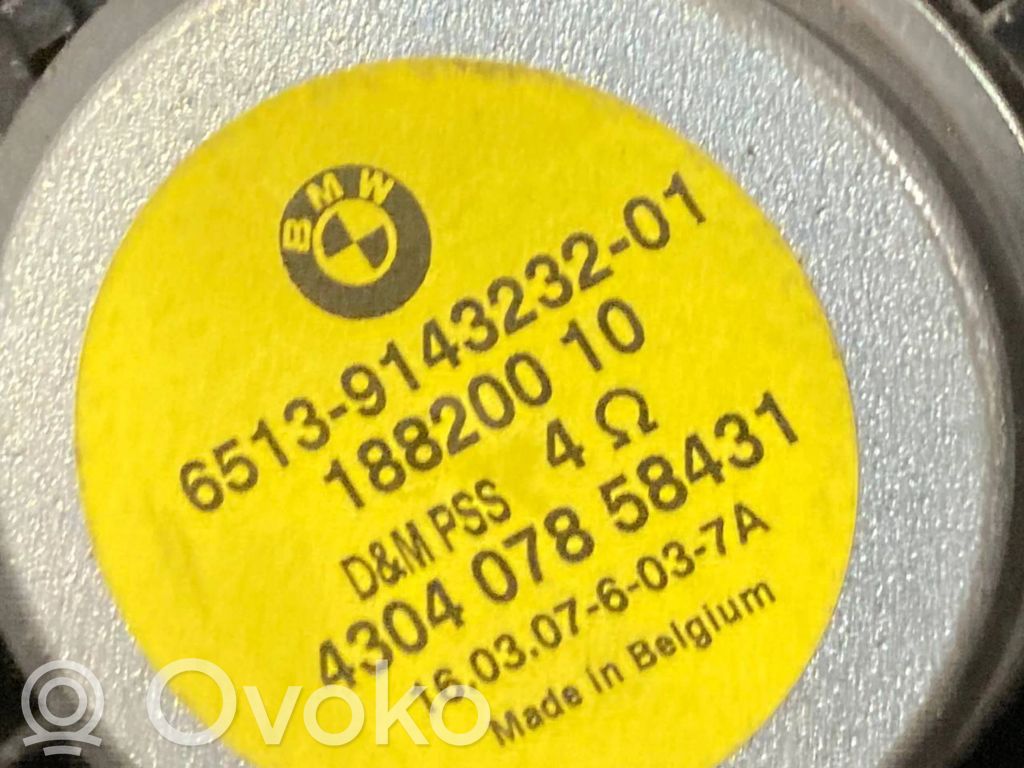 BMW
6513-9143232-01
188200 10
D&M PSS 4 Ω
4304 078 58431
16.03.07-6-03-7A
Made in Belgium
Ovoko